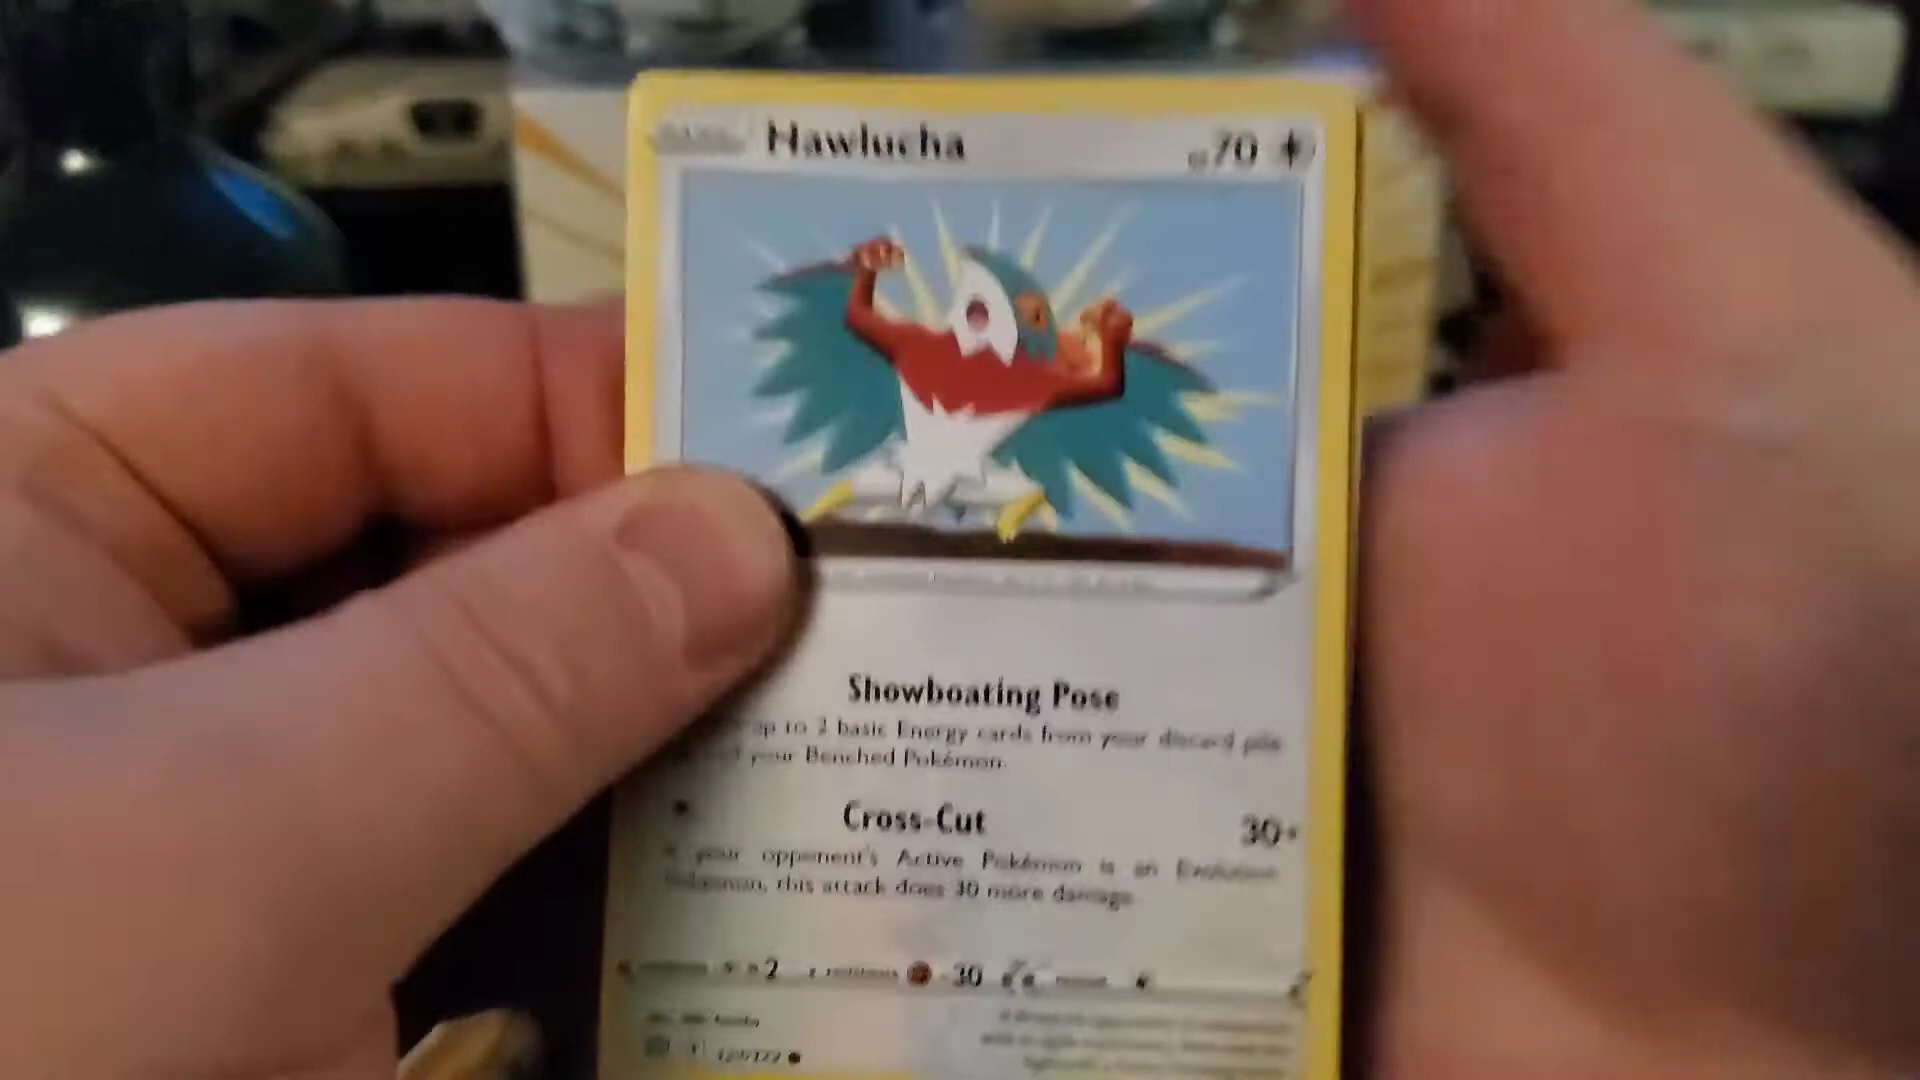 Hawlucha 70
Showboating Pose
up to 2 basic Energy cards from your discard pile
your Benched Pokémon.
Cross-Cut 30+
your opponent's Active Pokémon is an Evolution
Pokémon, this attack does 30 more damage.
×2 -30